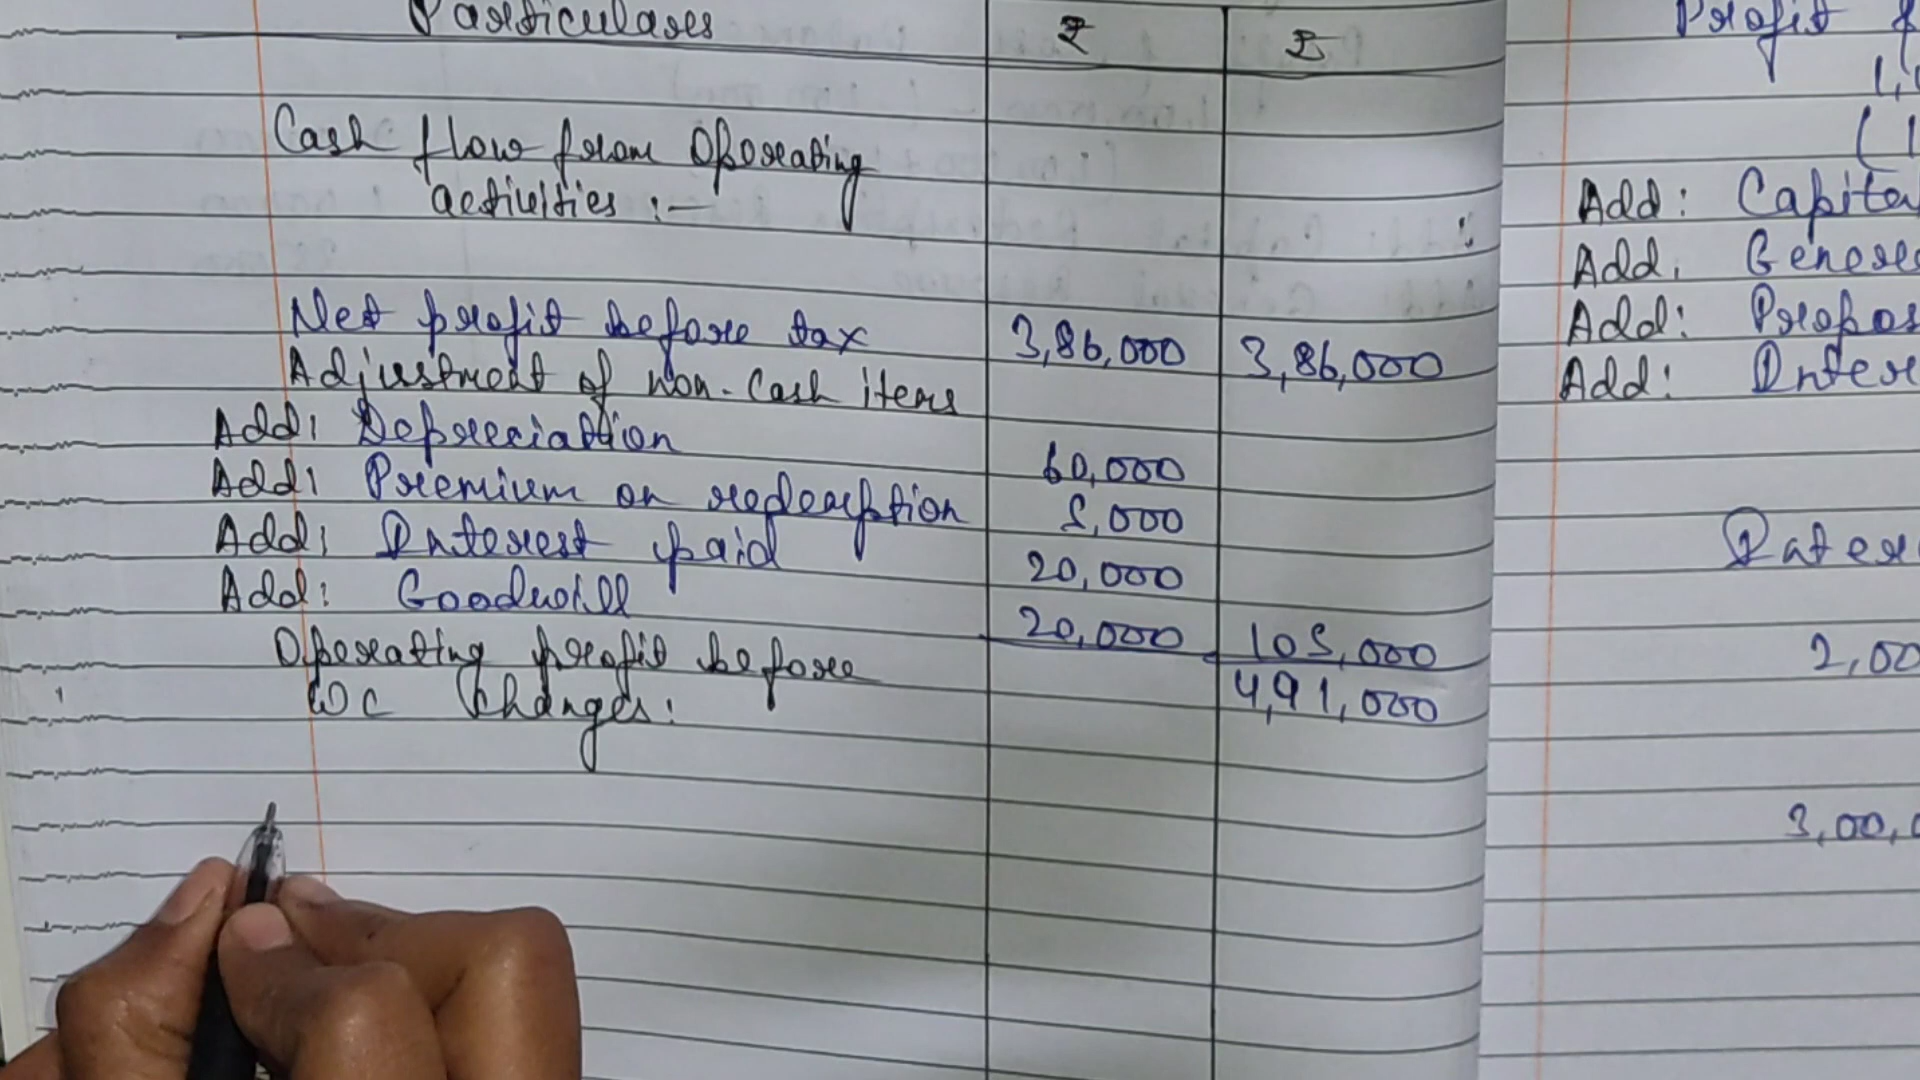 Particulars ₹ ₹
Cash flow from Operating
activities :-
Net profit before tax 3,86,000 3,86,000
Adjustment of non-cash items
Add: Depreciation 60,000
Add: Premium on redemption 5,000
Add: Interest paid 20,000
Add: Goodwill 20,000 105,000
Operating profit before
WC changes: 4,91,000
Profit
Add: Capital
Add: General
Add: Propos
Add: Inter
2,00
3,00,0